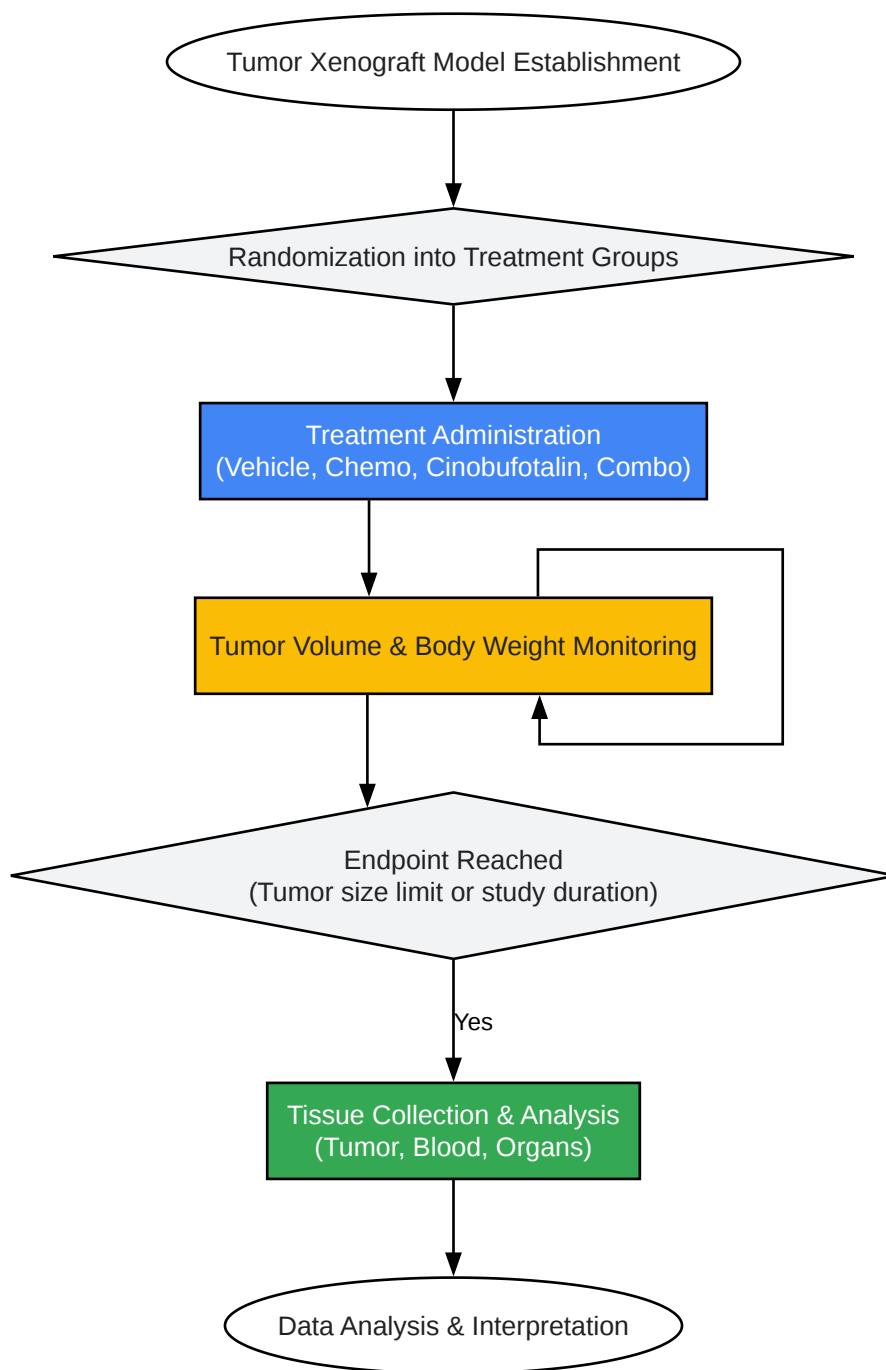 Tumor Xenograft Model Establishment
Randomization into Treatment Groups
Treatment Administration
(Vehicle, Chemo, Cinobufotalin, Combo)
Tumor Volume & Body Weight Monitoring
Endpoint Reached
(Tumor size limit or study duration)
Yes
Tissue Collection & Analysis
(Tumor, Blood, Organs)
Data Analysis & Interpretation